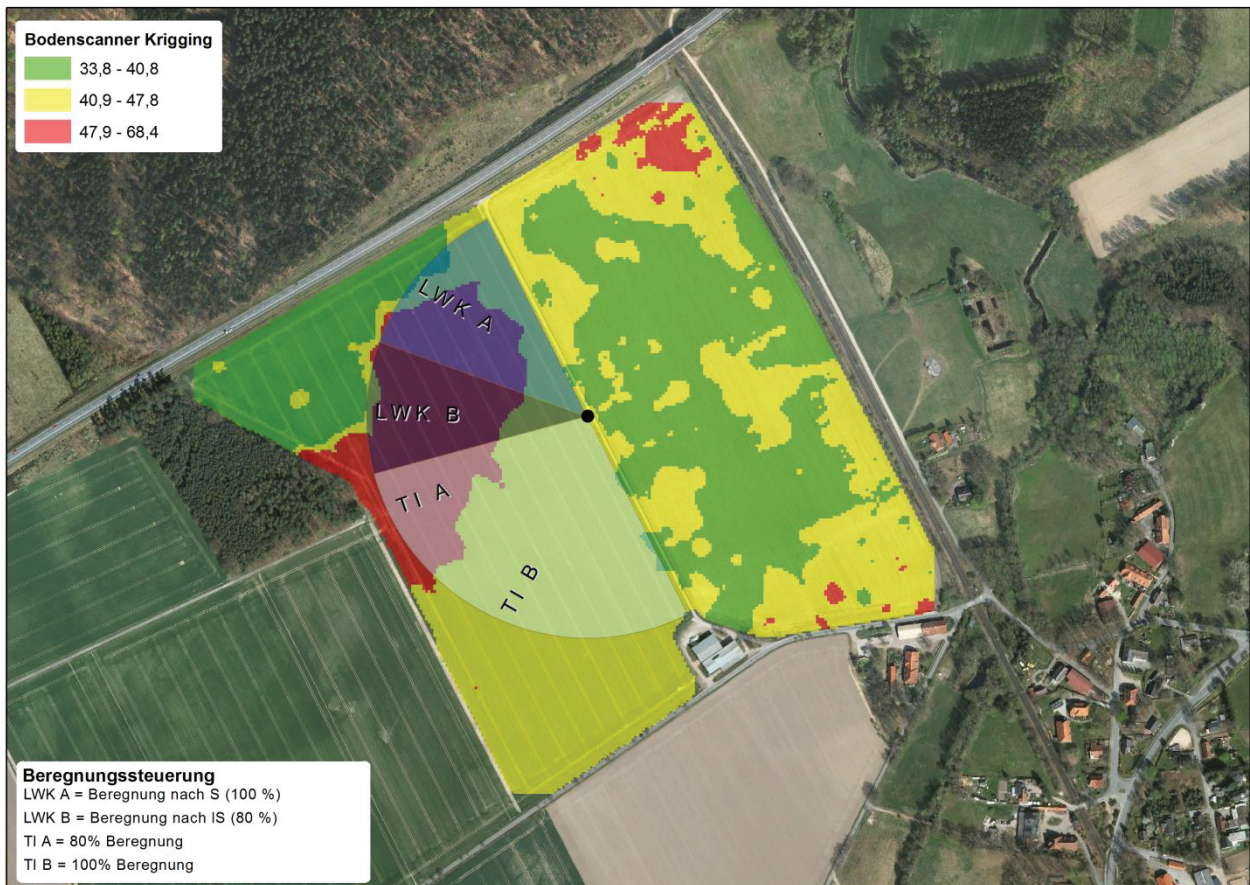 Bodenscanner Krigging
33,8 - 40,8
40,9 - 47,8
47,9 - 68,4
LWK A
LWK B
TI A
TI B
Beregnungssteuerung
LWK A = Beregnung nach S (100 %)
LWK B = Beregnung nach lS (80 %)
TI A = 80% Beregnung
TI B = 100% Beregnung